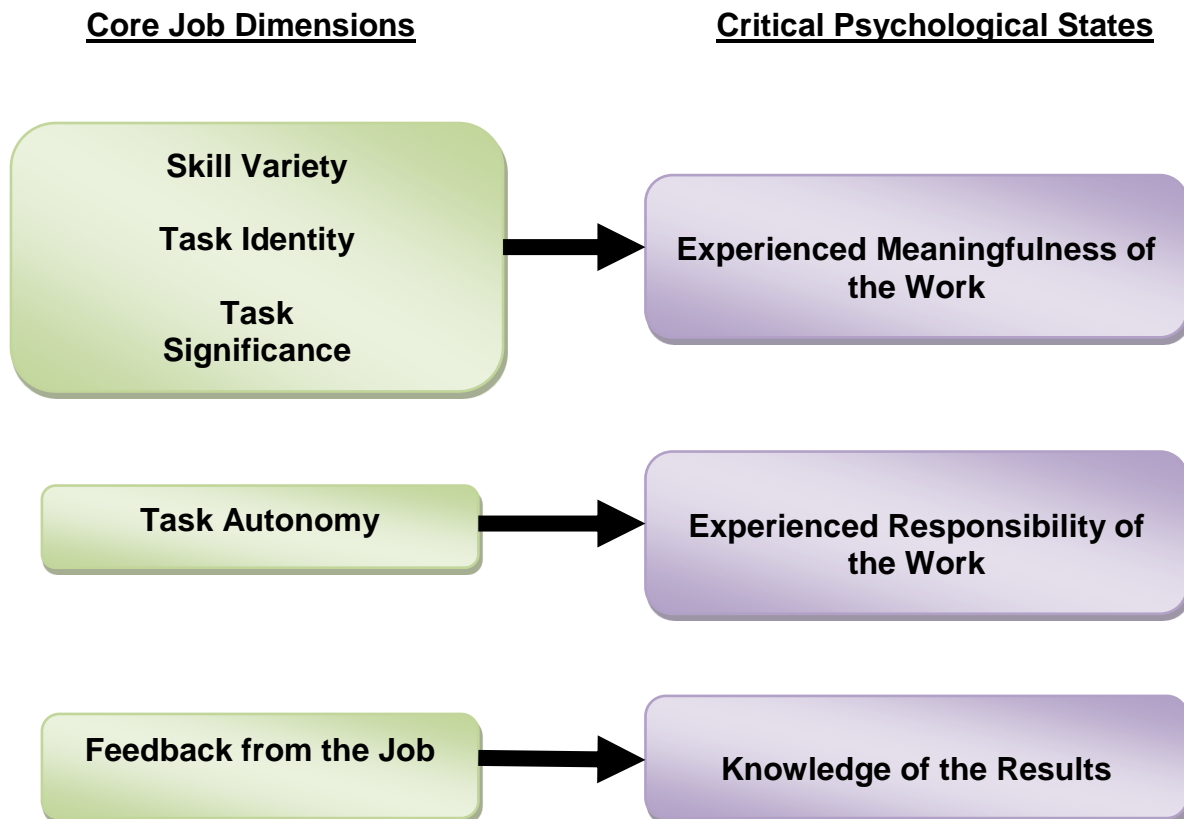 Core Job Dimensions
Critical Psychological States
Skill Variety
Task Identity
Task
Significance
Experienced Meaningfulness of
the Work
Task Autonomy
Experienced Responsibility of
the Work
Feedback from the Job
Knowledge of the Results